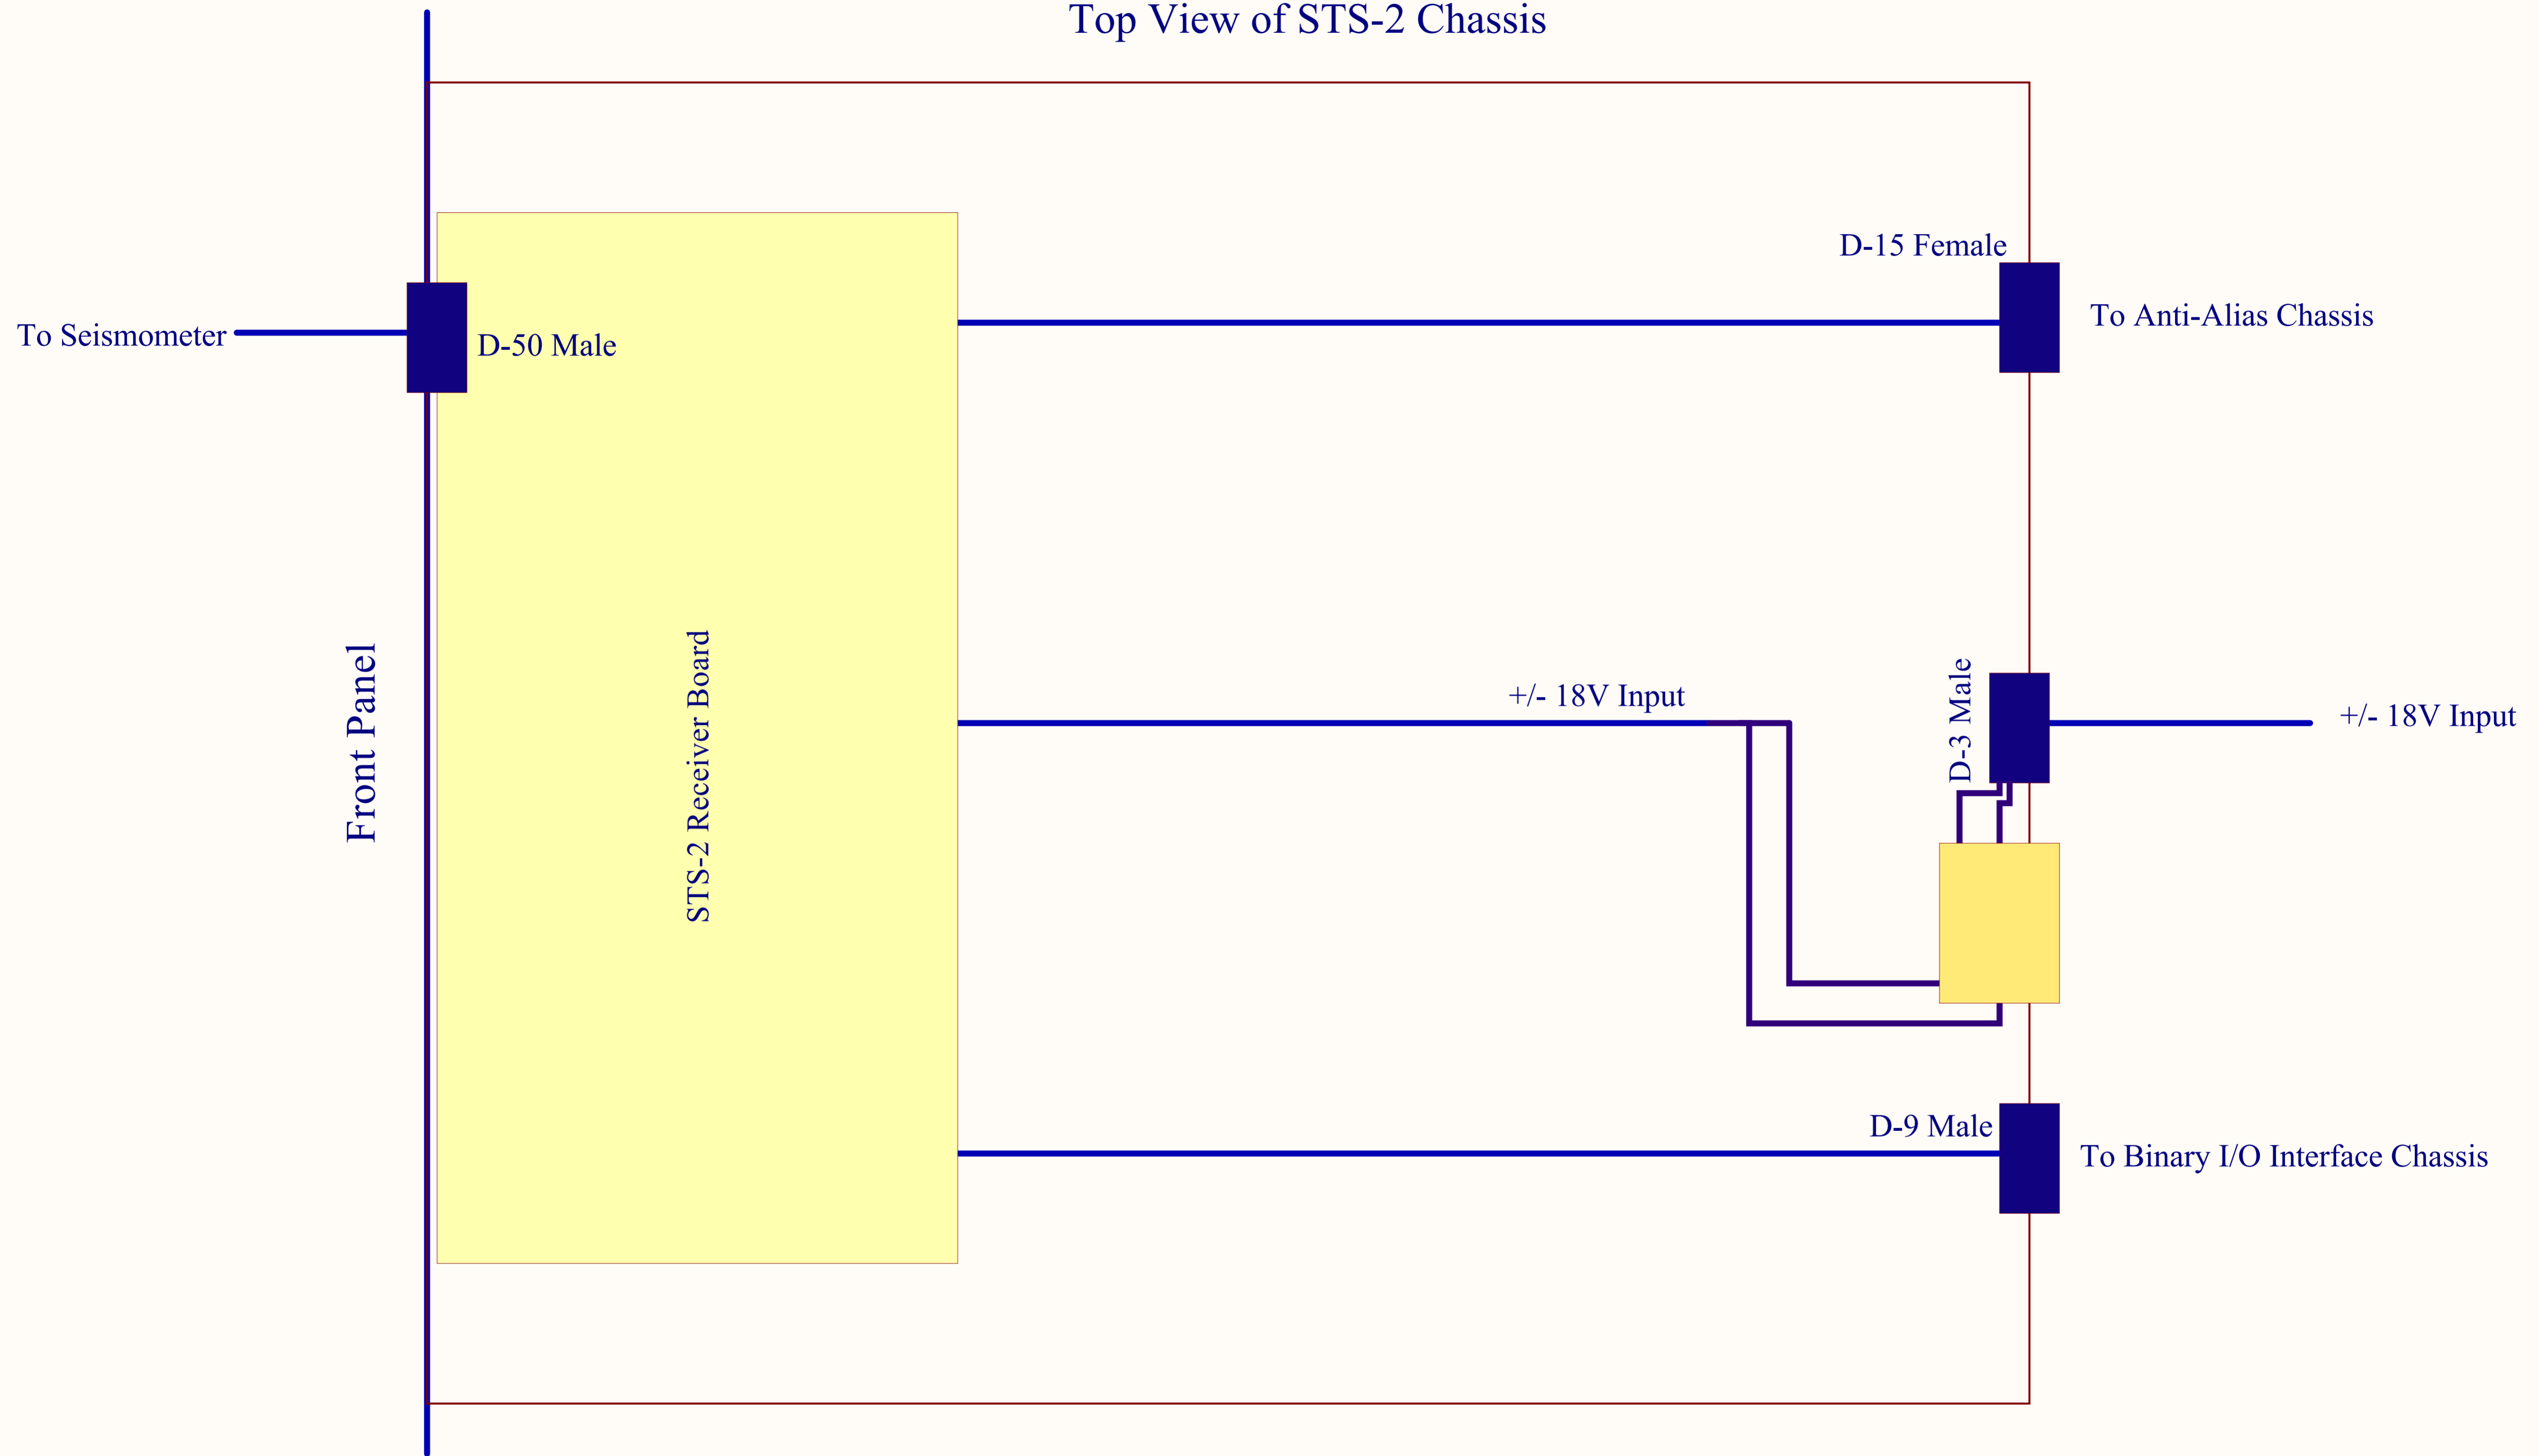 Top View of STS-2 Chassis
D-15 Female
To Anti-Alias Chassis
To Seismometer
D-50 Male
Front Panel
STS-2 Receiver Board
+/- 18V Input
D-3 Male
+/- 18V Input
D-9 Male
To Binary I/O Interface Chassis